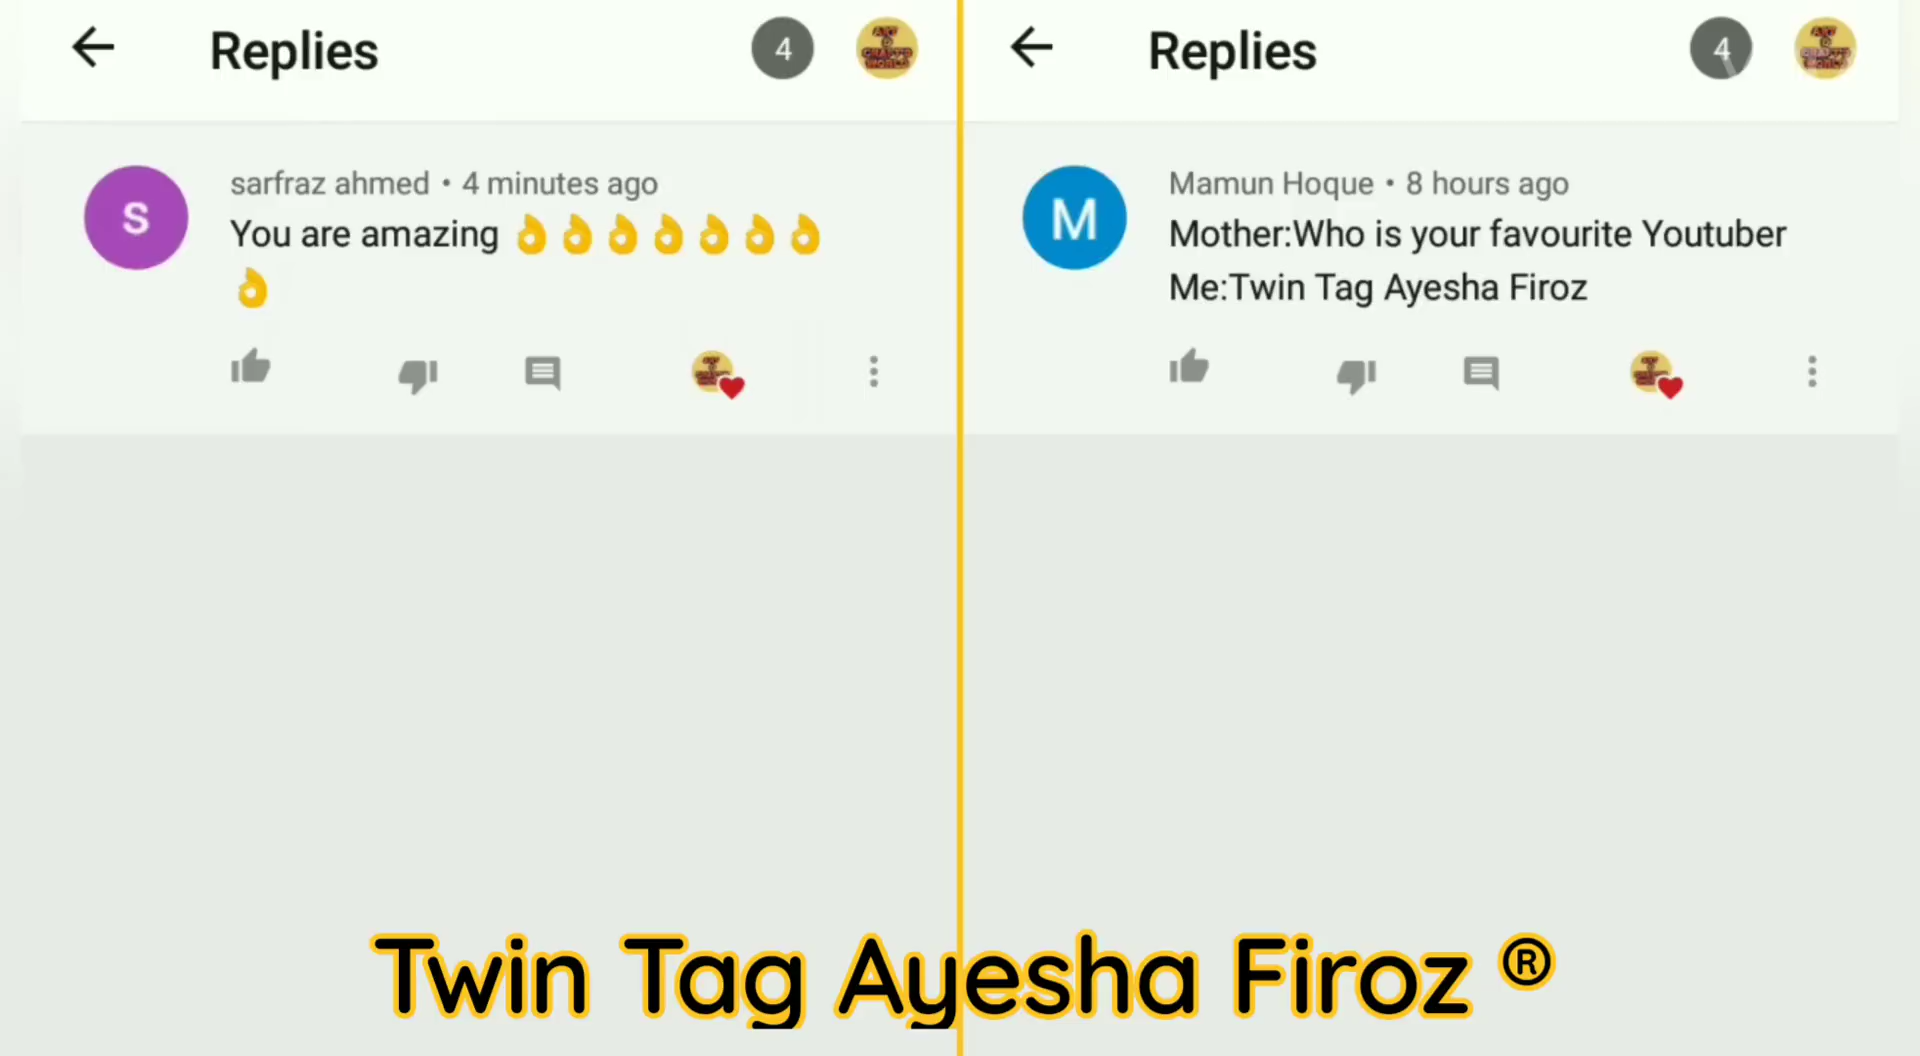 Replies
4
S
sarfraz ahmed • 4 minutes ago
You are amazing 👌👌👌👌👌👌👌
👌
Replies
4
M
Mamun Hoque • 8 hours ago
Mother:Who is your favourite Youtuber
Me:Twin Tag Ayesha Firoz
Twin Tag Ayesha Firoz ®